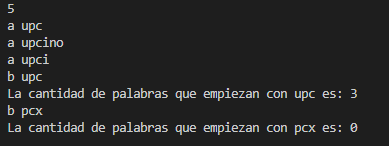 5
a upc
a upcino
a upci
b upc
La cantidad de palabras que empiezan con upc es: 3
b pcx
La cantidad de palabras que empiezan con pcx es: 0